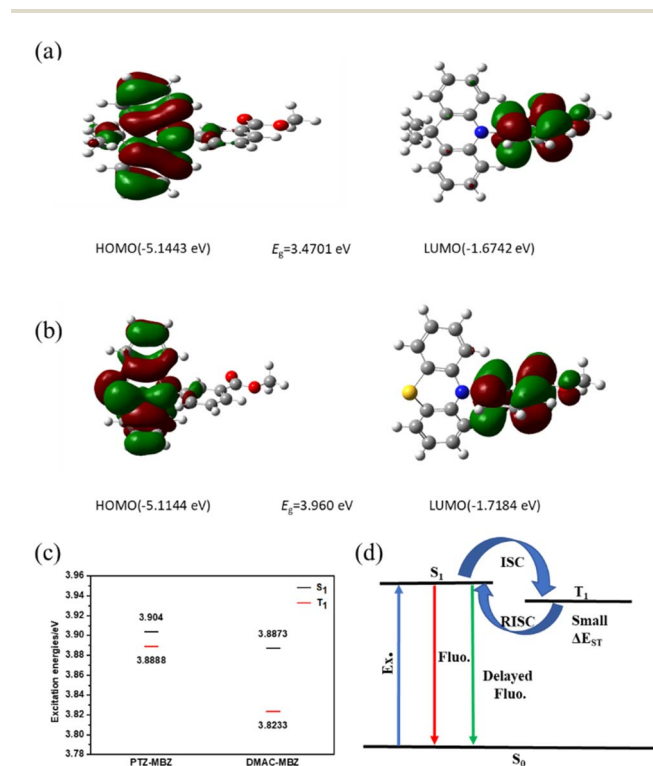 (a)
HOMO(-5.1443 eV) Eg=3.4701 eV LUMO(-1.6742 eV)
(b)
HOMO(-5.1144 eV) Eg=3.960 eV LUMO(-1.7184 eV)
(c)
Excitation energies/eV
3.96
3.94
3.92
3.90
3.88
3.86
3.84
3.82
3.80
3.78
S1
T1
3.904
3.8888
3.8873
3.8233
PTZ-MBZ DMAC-MBZ
(d)
S1
ISC
T1
RISC
Small
ΔEST
Ex.
Fluo.
Delayed
Fluo.
S0